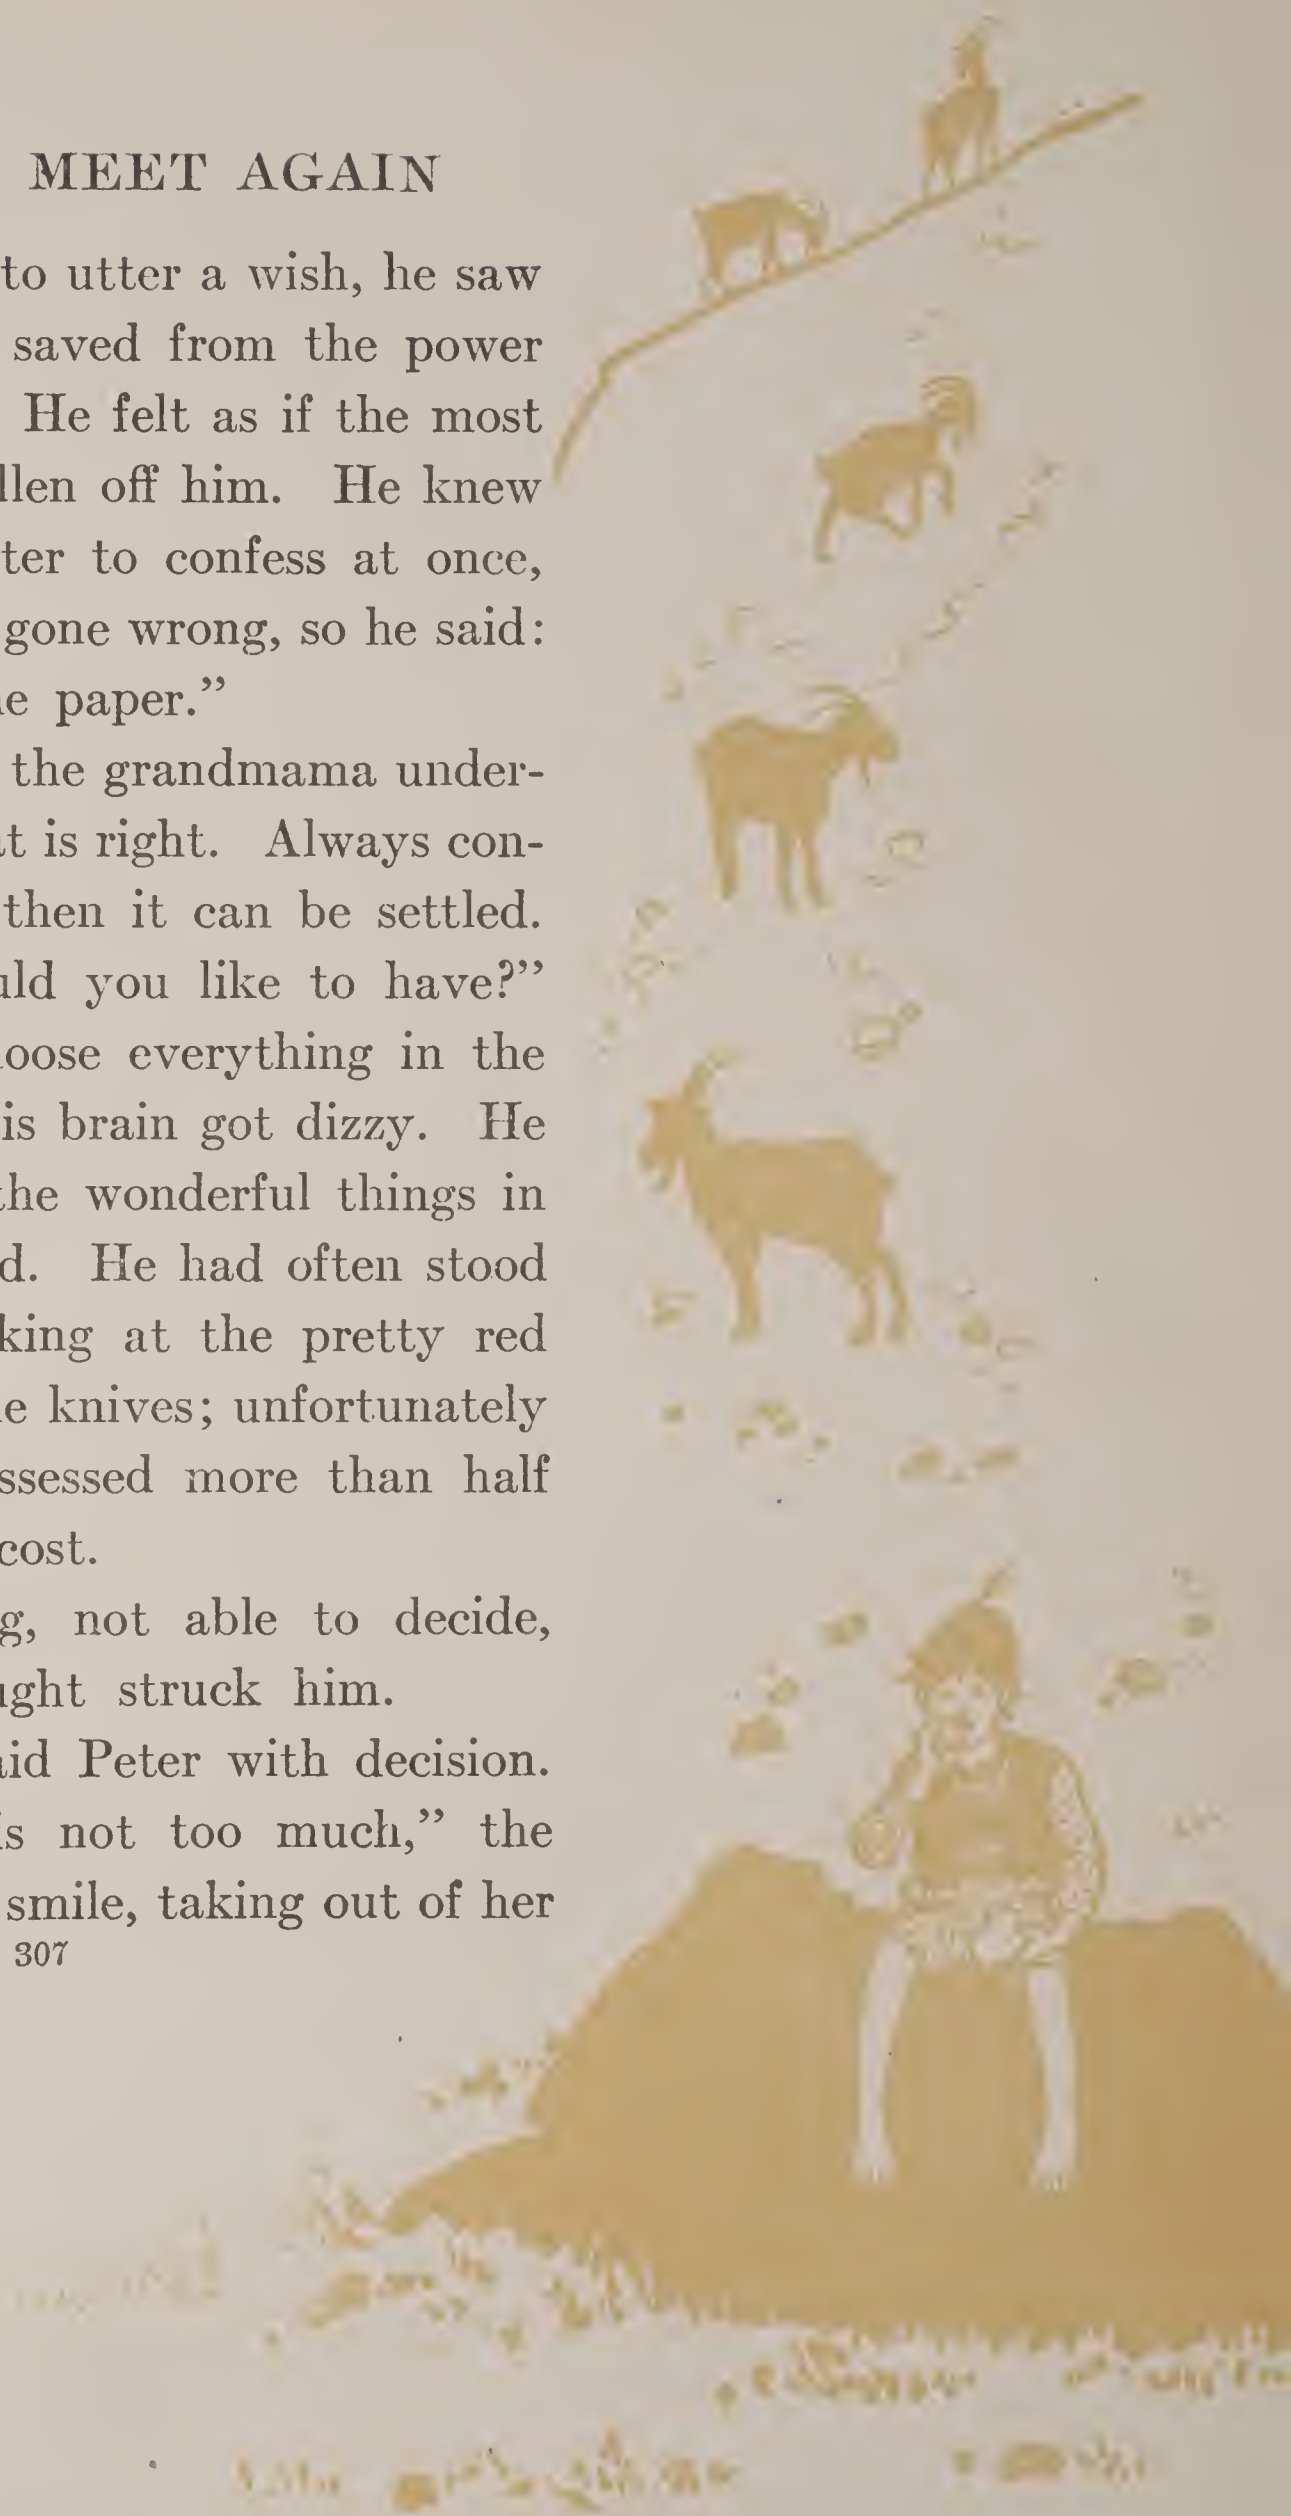 MEET AGAIN
to utter a wish, he saw
saved from the power
He felt as if the most
llen off him. He knew
ter to confess at once,
gone wrong, so he said:
e paper.”
the grandmama under-
t is right. Always con-
then it can be settled.
uld you like to have?”
oose everything in the
is brain got dizzy. He
the wonderful things in
d. He had often stood
king at the pretty red
e knives; unfortunately
ssessed more than half
cost.
g, not able to decide,
ught struck him.
aid Peter with decision.
is not too much,” the
smile, taking out of her
307